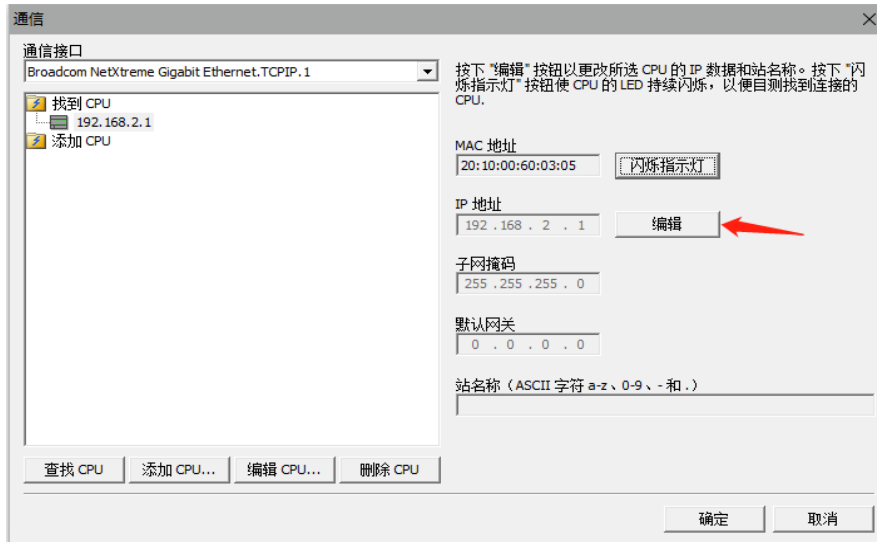 通信
通信接口
Broadcom NetXtreme Gigabit Ethernet.TCPIP.1
找到 CPU
192.168.2.1
添加 CPU
按下 "编辑" 按钮以更改所选 CPU 的 IP 数据和站名称。按下 "闪
烁指示灯" 按钮使 CPU 的 LED 持续闪烁，以便目测找到连接的
CPU.
MAC 地址
20:10:00:60:03:05
闪烁指示灯
IP 地址
192 . 168 . 2 . 1
编辑
子网掩码
255 . 255 . 255 . 0
默认网关
0 . 0 . 0 . 0
站名称（ASCII 字符 a-z、0-9、- 和 .）
查找 CPU
添加 CPU...
编辑 CPU...
删除 CPU
确定
取消